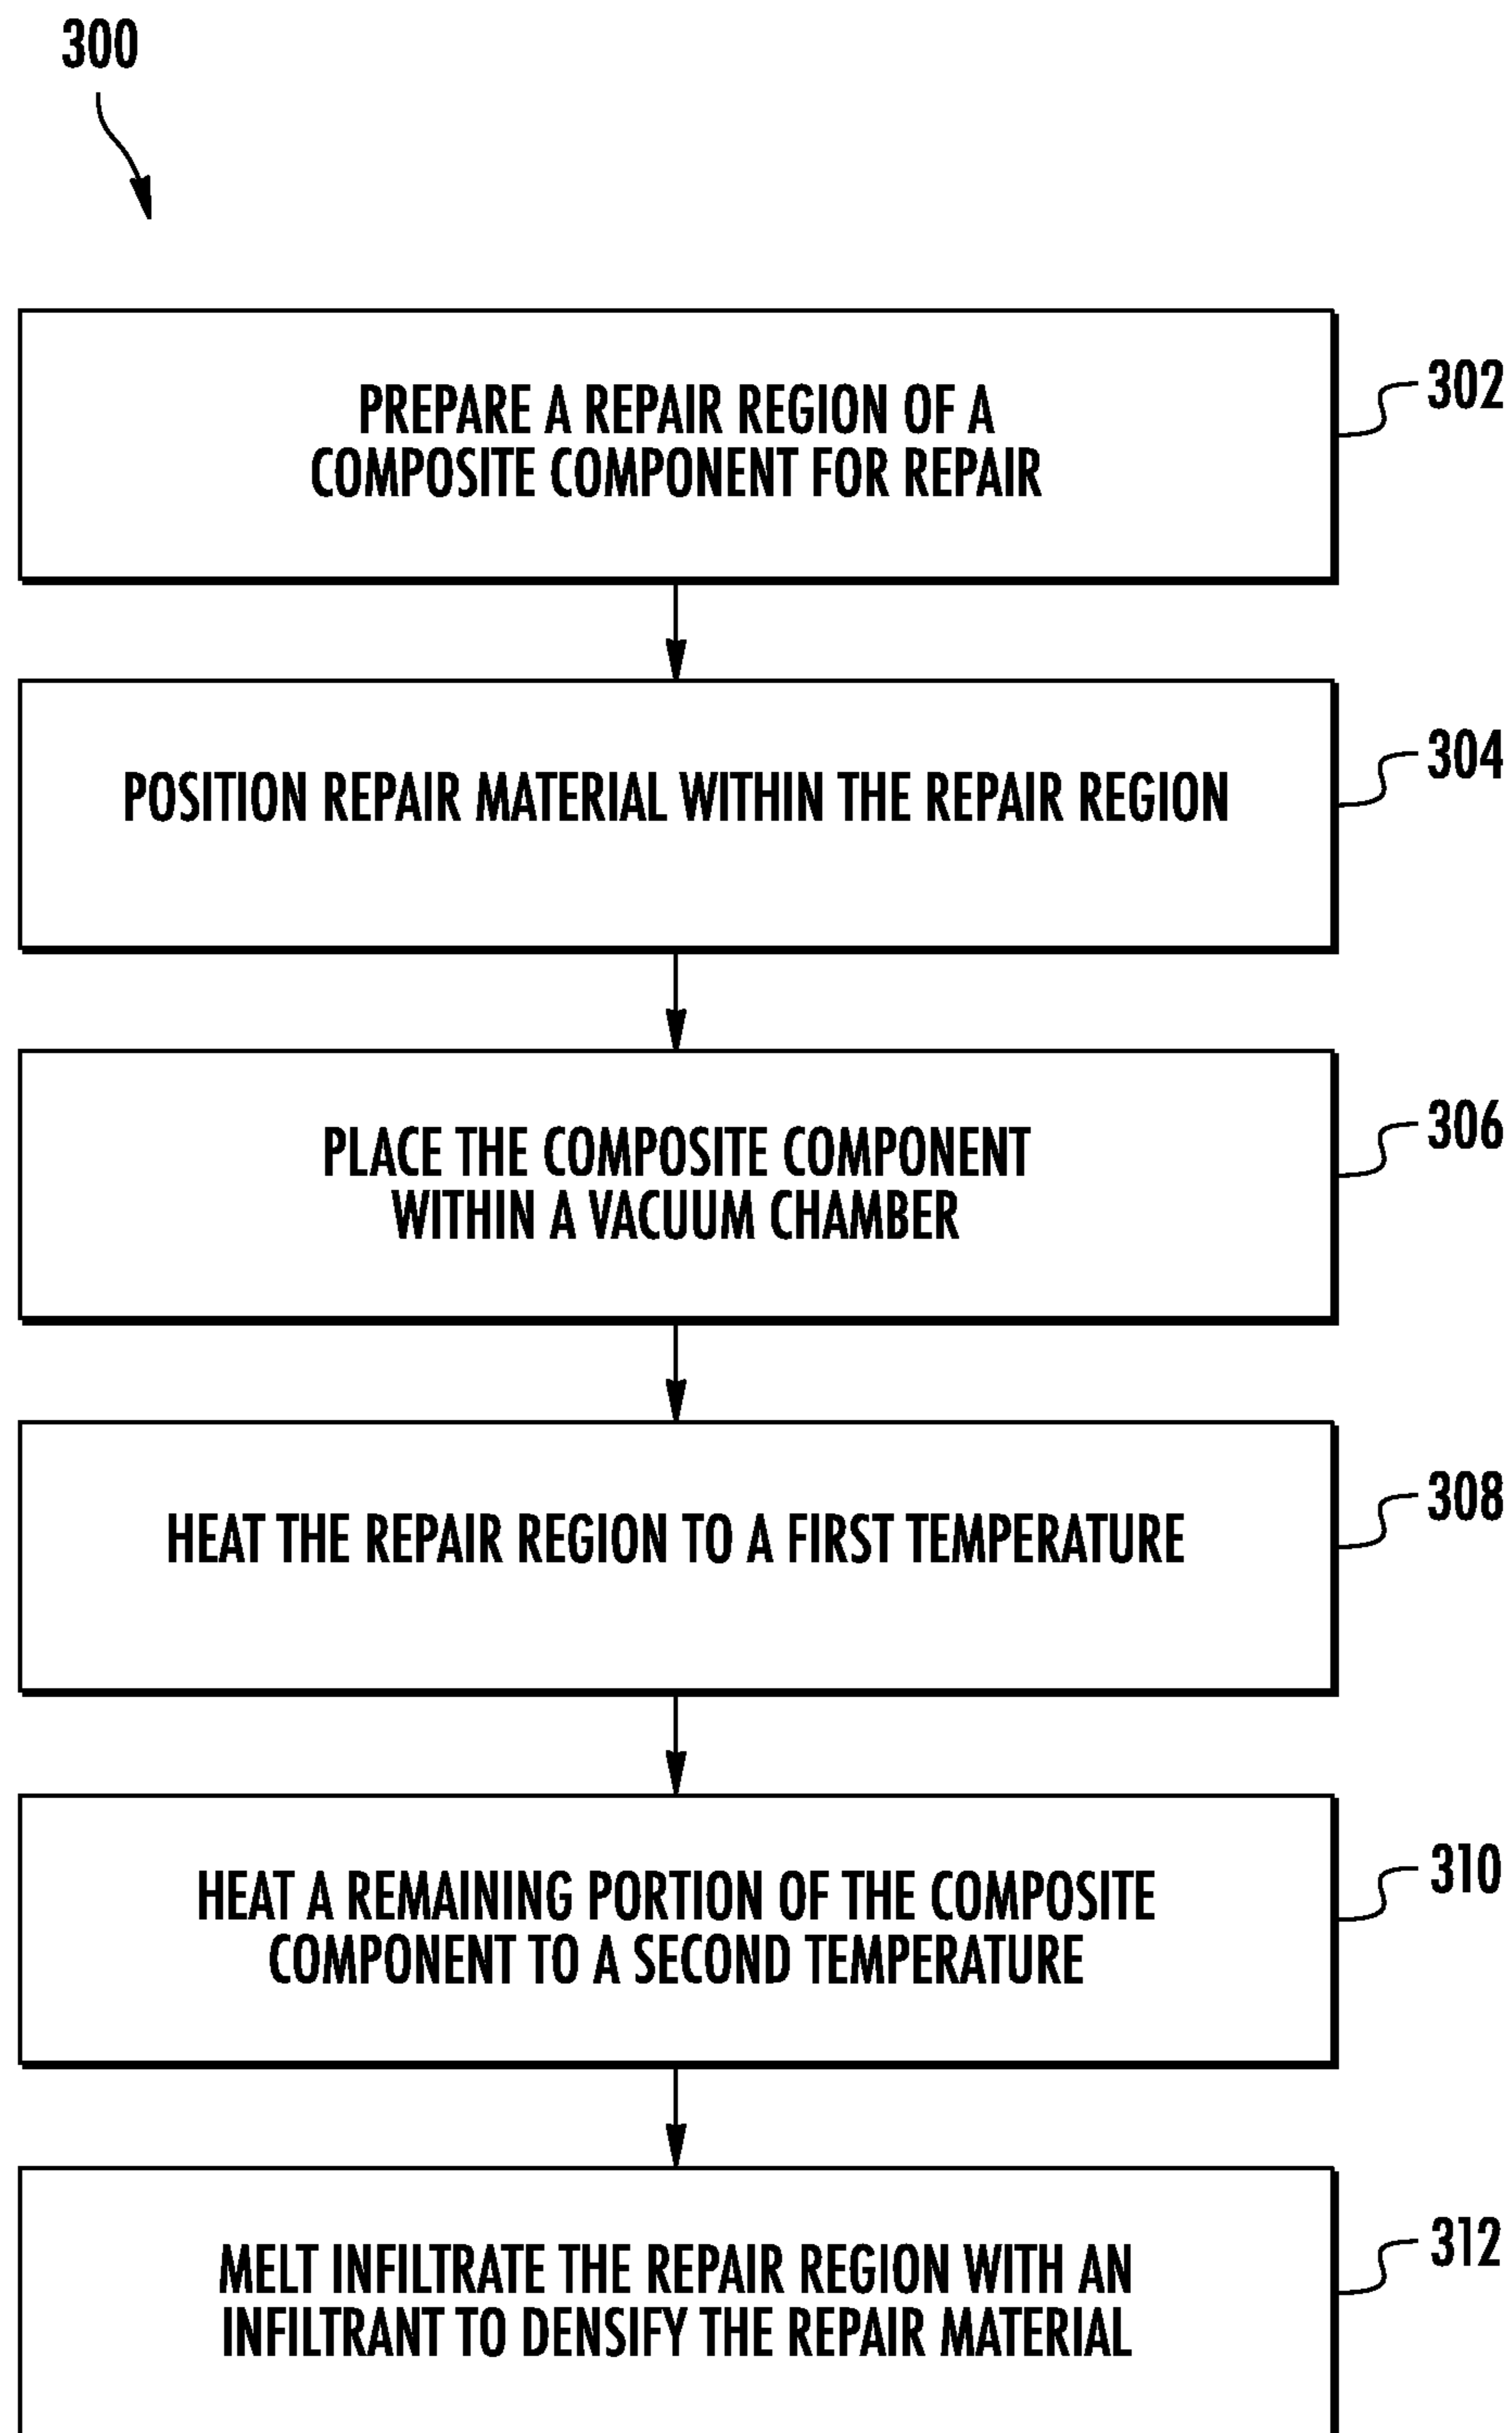 300
PREPARE A REPAIR REGION OF A
COMPOSITE COMPONENT FOR REPAIR
302
POSITION REPAIR MATERIAL WITHIN THE REPAIR REGION
304
PLACE THE COMPOSITE COMPONENT
WITHIN A VACUUM CHAMBER
306
HEAT THE REPAIR REGION TO A FIRST TEMPERATURE
308
HEAT A REMAINING PORTION OF THE COMPOSITE
COMPONENT TO A SECOND TEMPERATURE
310
MELT INFILTRATE THE REPAIR REGION WITH AN
INFILTRANT TO DENSIFY THE REPAIR MATERIAL
312